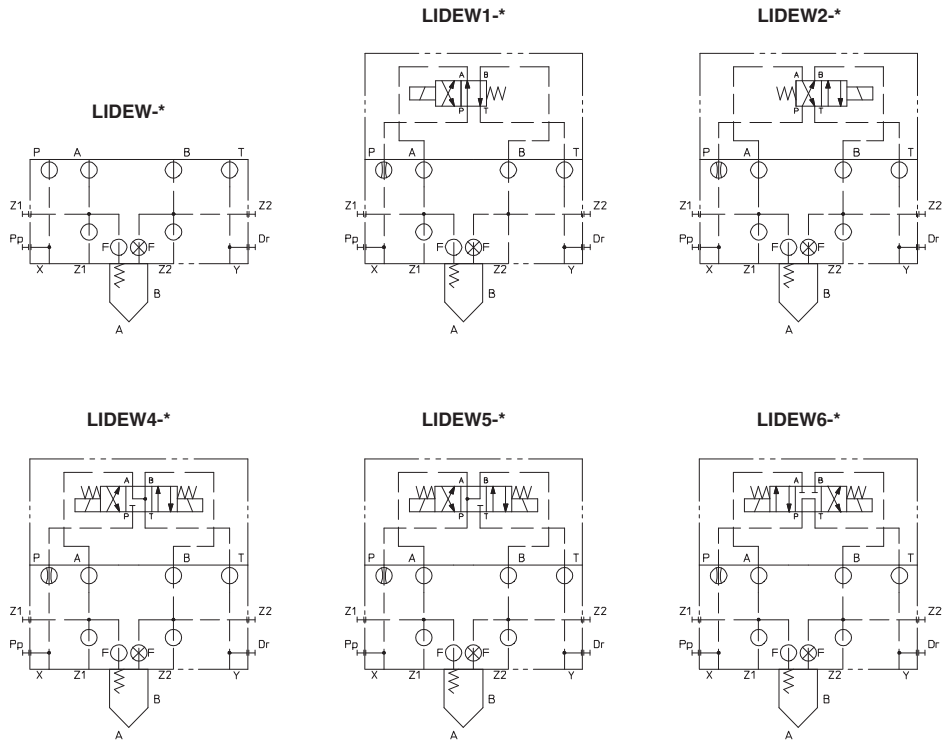 LIDEW1-*
LIDEW2-*
LIDEW-*
A B
P T
A B
P T
P A B T
P A B T
P A B T
Z1 Z2
Z1 Z2
Z1 Z2
Pp F F Dr
Pp F F Dr
Pp F F Dr
X Z1 Z2 Y
X Z1 Z2 Y
X Z1 Z2 Y
B
B
B
A
A
A
LIDEW4-*
LIDEW5-*
LIDEW6-*
A B
P T
A B
P T
A B
P T
P A B T
P A B T
P A B T
Z1 Z2
Z1 Z2
Z1 Z2
Pp F F Dr
Pp F F Dr
Pp F F Dr
X Z1 Z2 Y
X Z1 Z2 Y
X Z1 Z2 Y
B
B
B
A
A
A